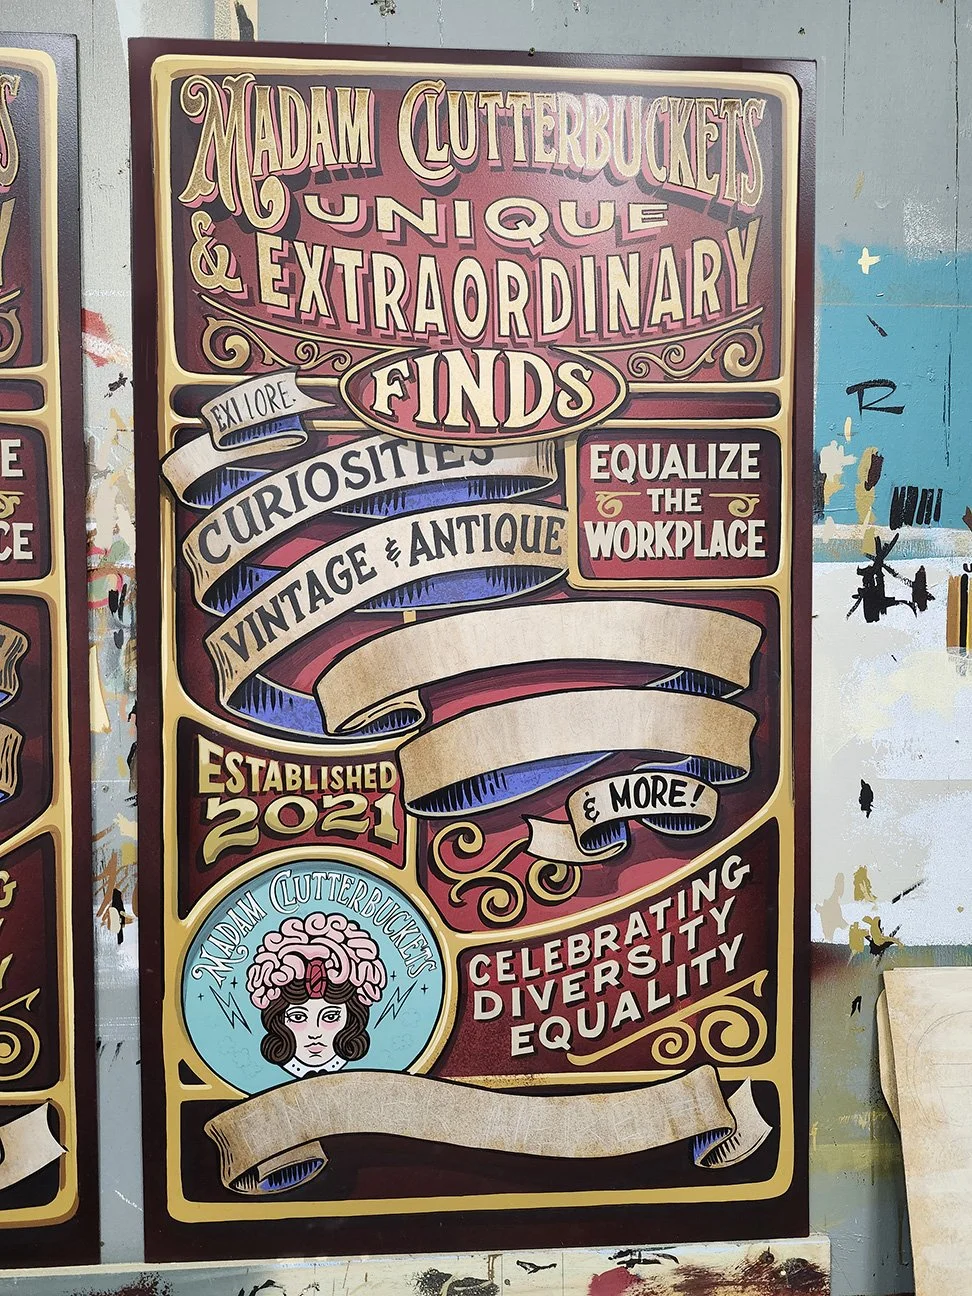 MADAM CLUTTERBUCKETS
UNIQUE
& EXTRAORDINARY
FINDS
CURIOSITIES
VINTAGE & ANTIQUE
EQUALIZE
THE
WORKPLACE
& MORE!
ESTABLISHED
2021
MADAM CLUTTERBUCKETS
CELEBRATING
DIVERSITY
EQUALITY
R